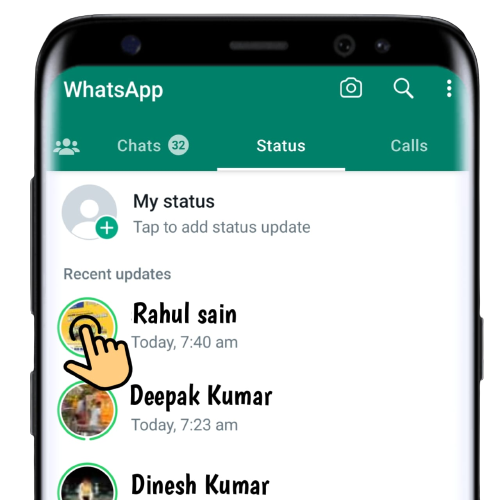 WhatsApp
Chats 32 Status Calls
My status
Tap to add status update
Recent updates
Rahul sain
Today, 7:40 am
Deepak Kumar
Today, 7:23 am
Dinesh Kumar